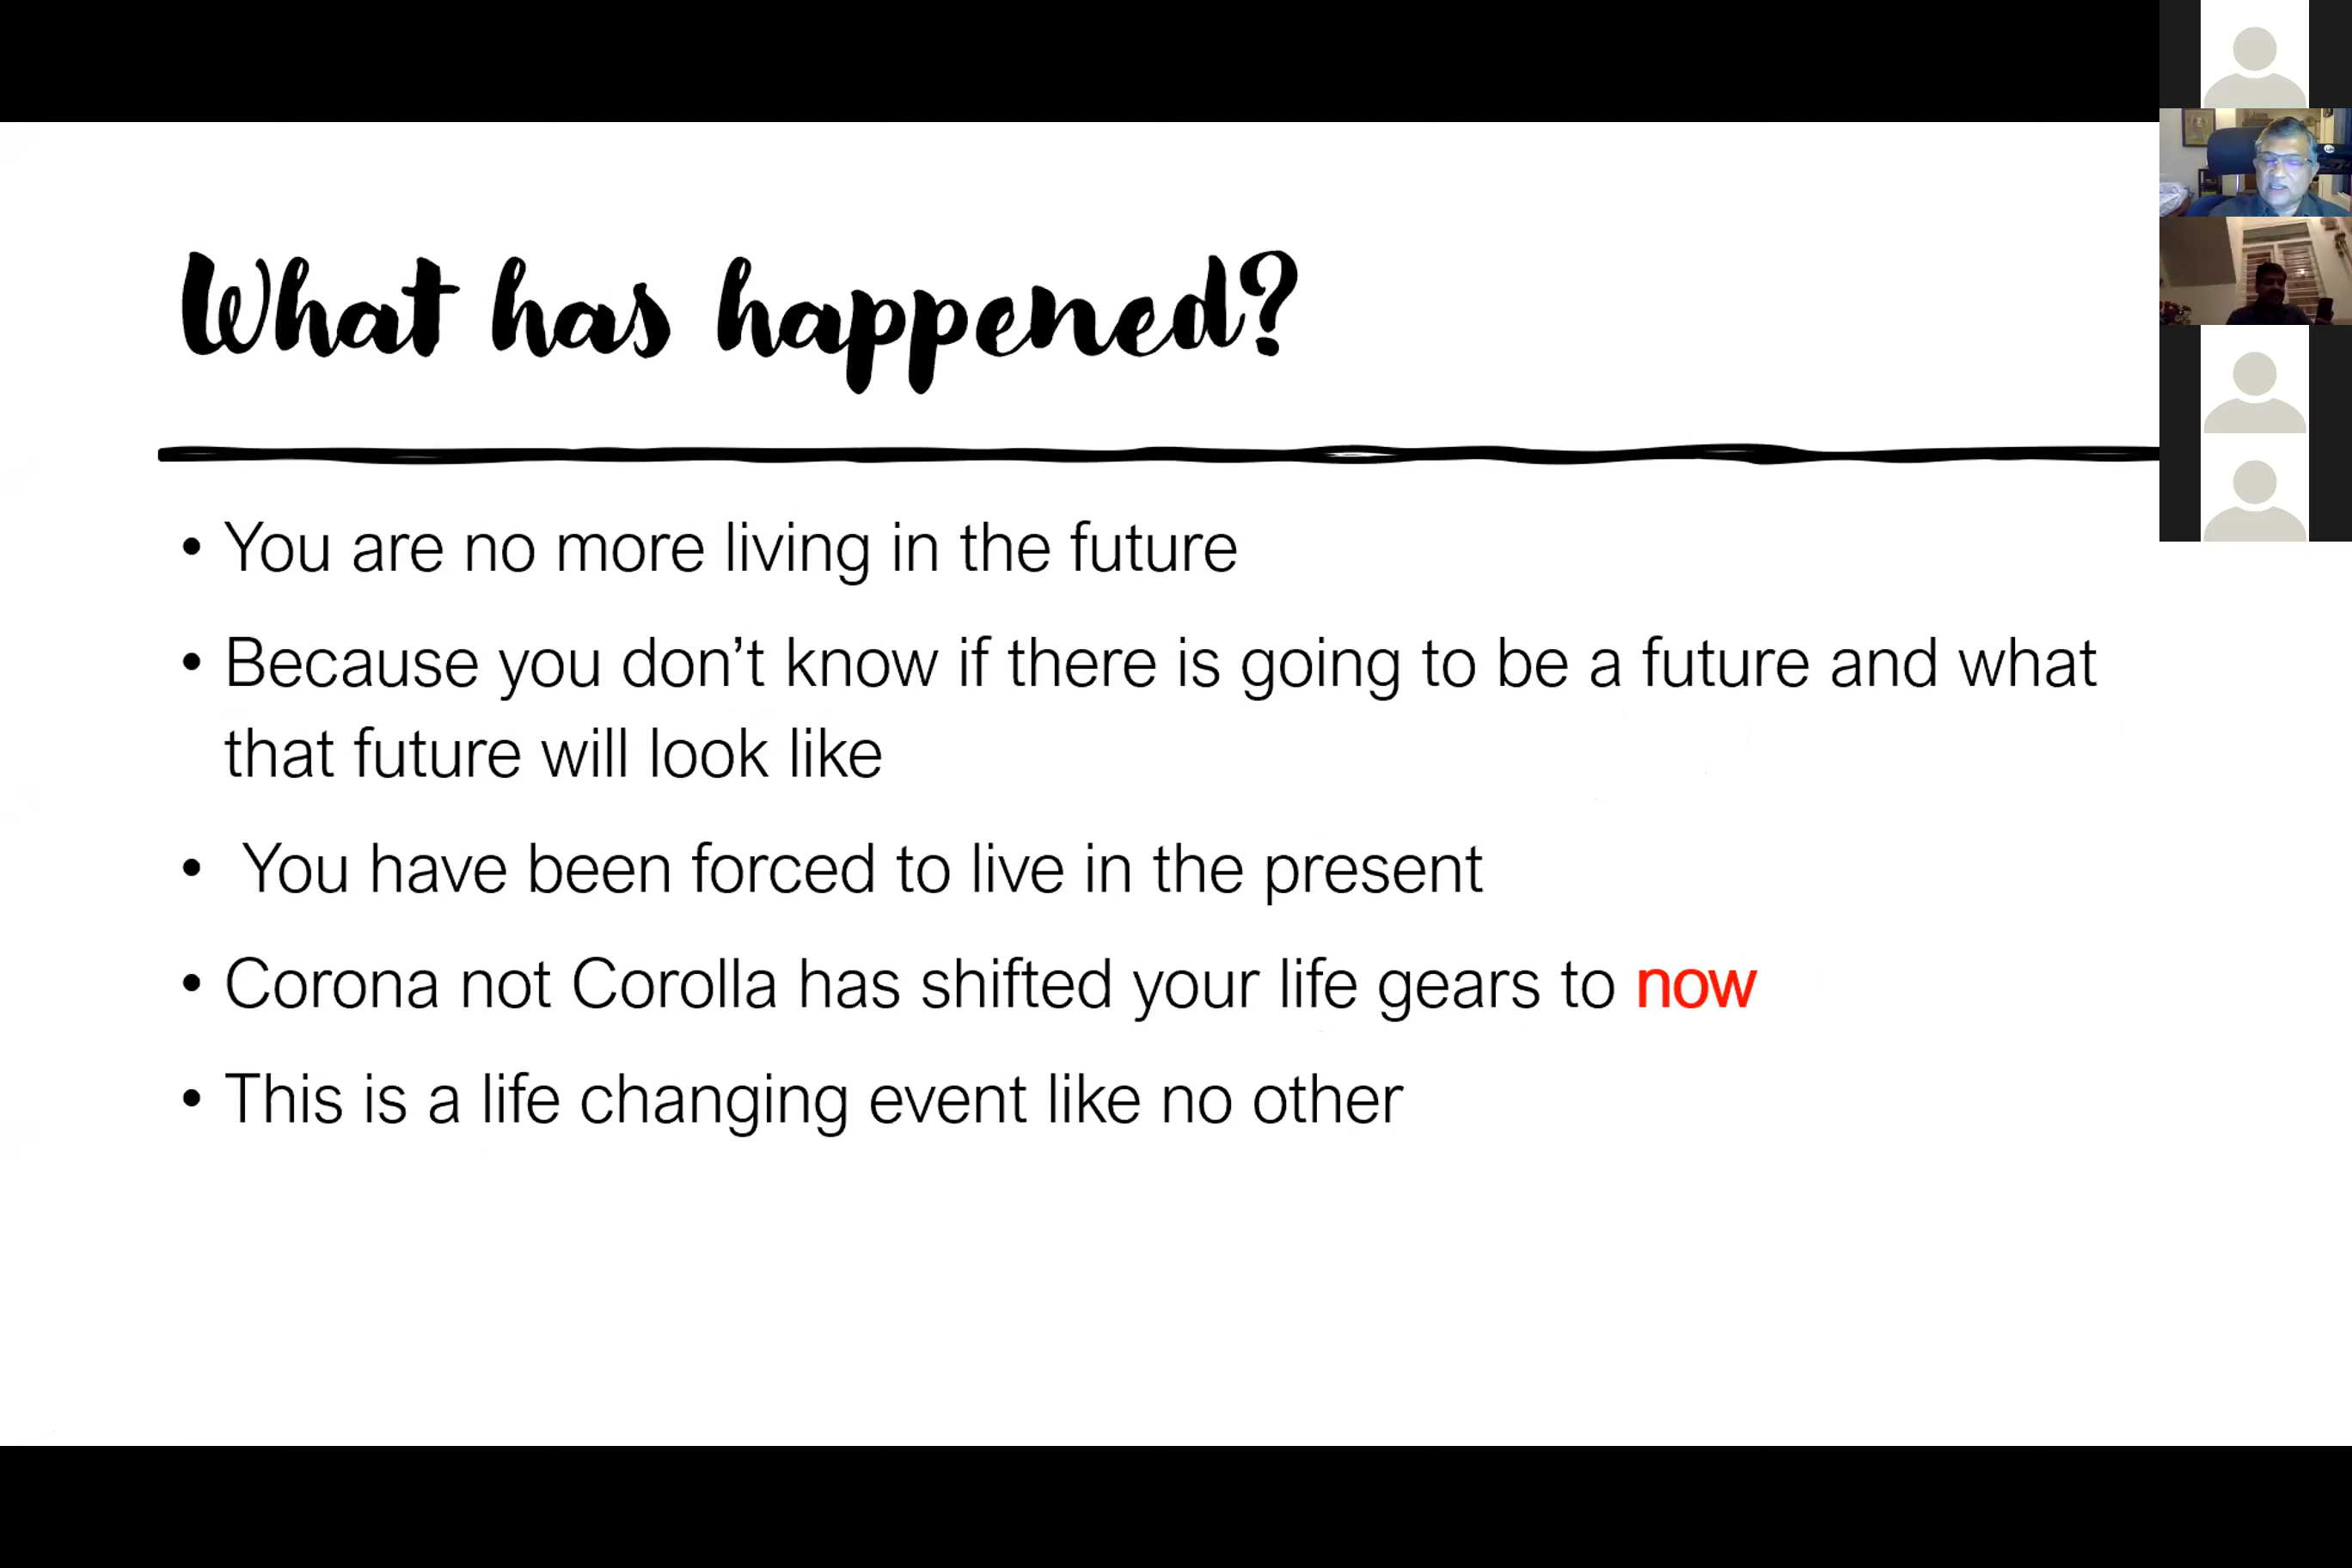 What has happened?
• You are no more living in the future
• Because you don’t know if there is going to be a future and what
that future will look like
• You have been forced to live in the present
• Corona not Corolla has shifted your life gears to now
• This is a life changing event like no other